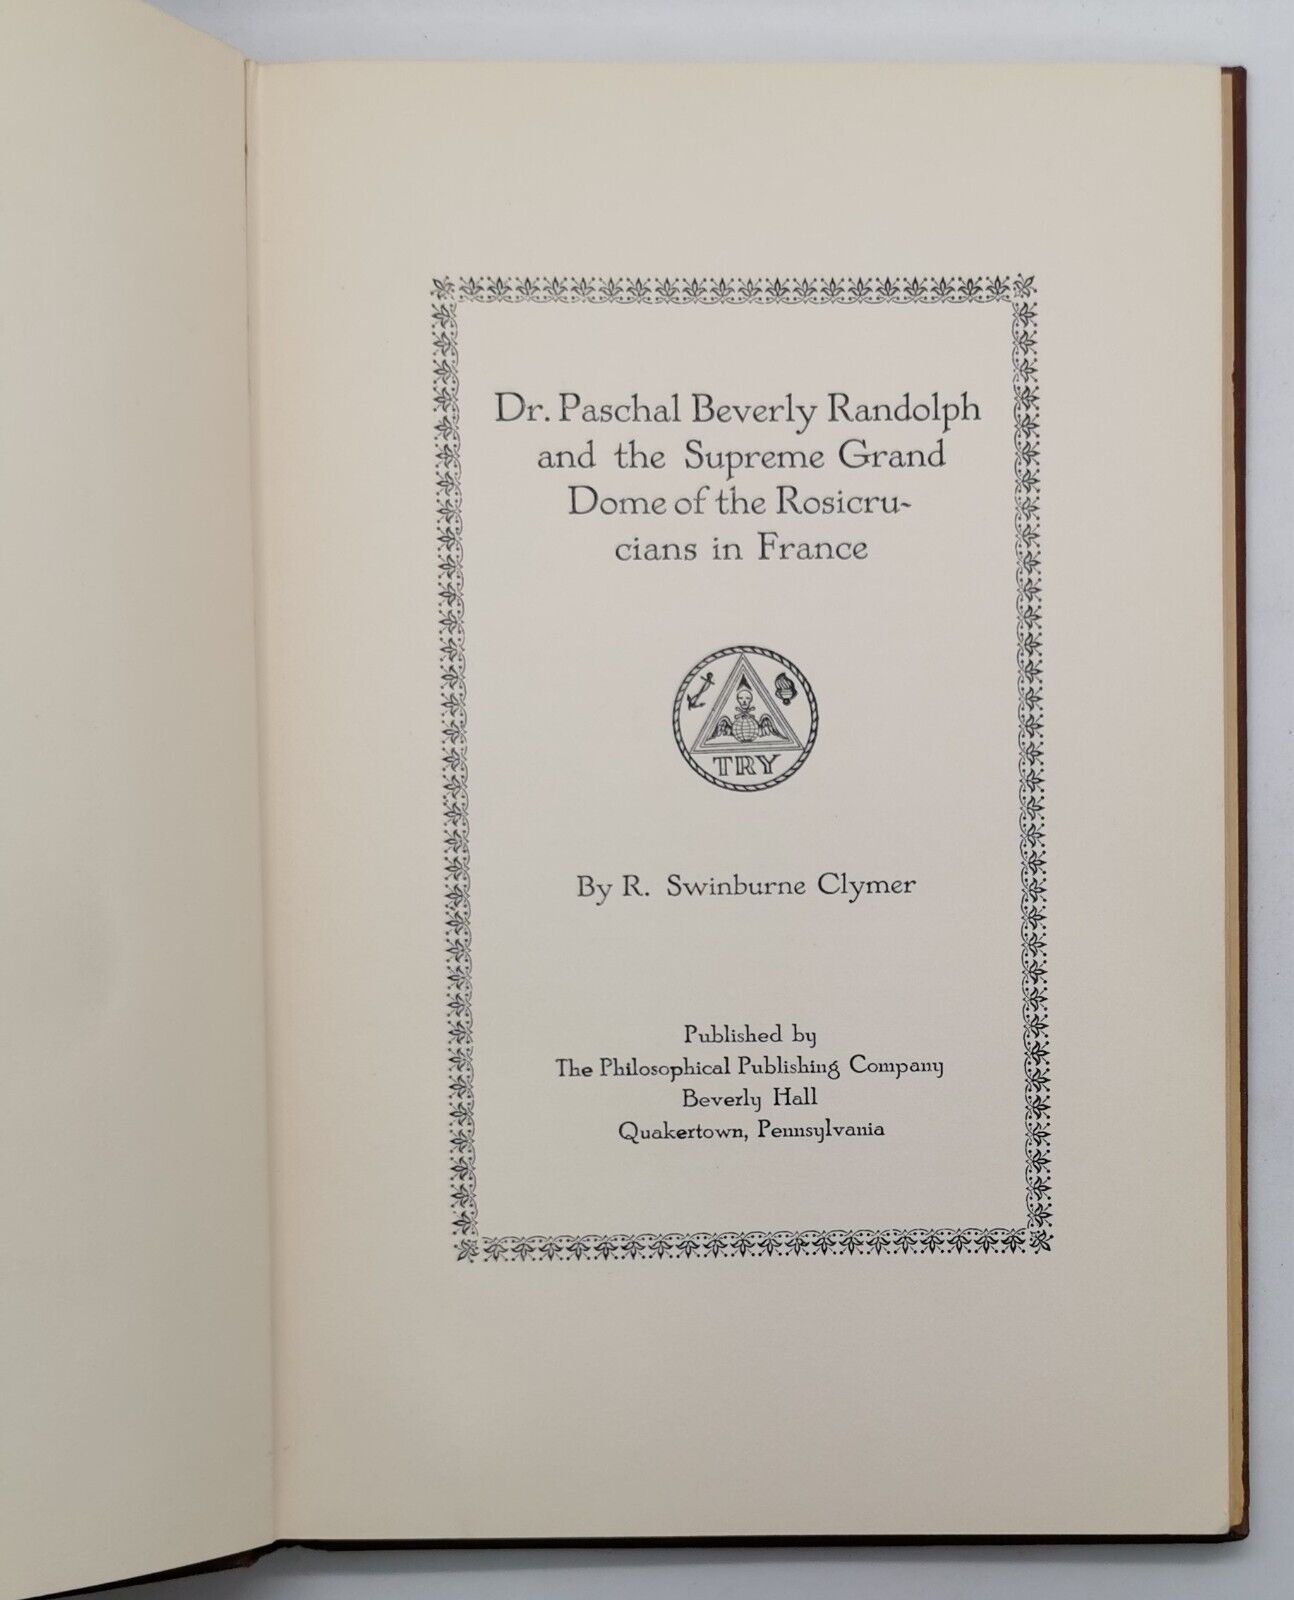 Dr. Paschal Beverly Randolph
and the Supreme Grand
Dome of the Rosicru-
cians in France
TRY
By R. Swinburne Clymer
Published by
The Philosophical Publishing Company
Beverly Hall
Quakertown, Pennsylvania